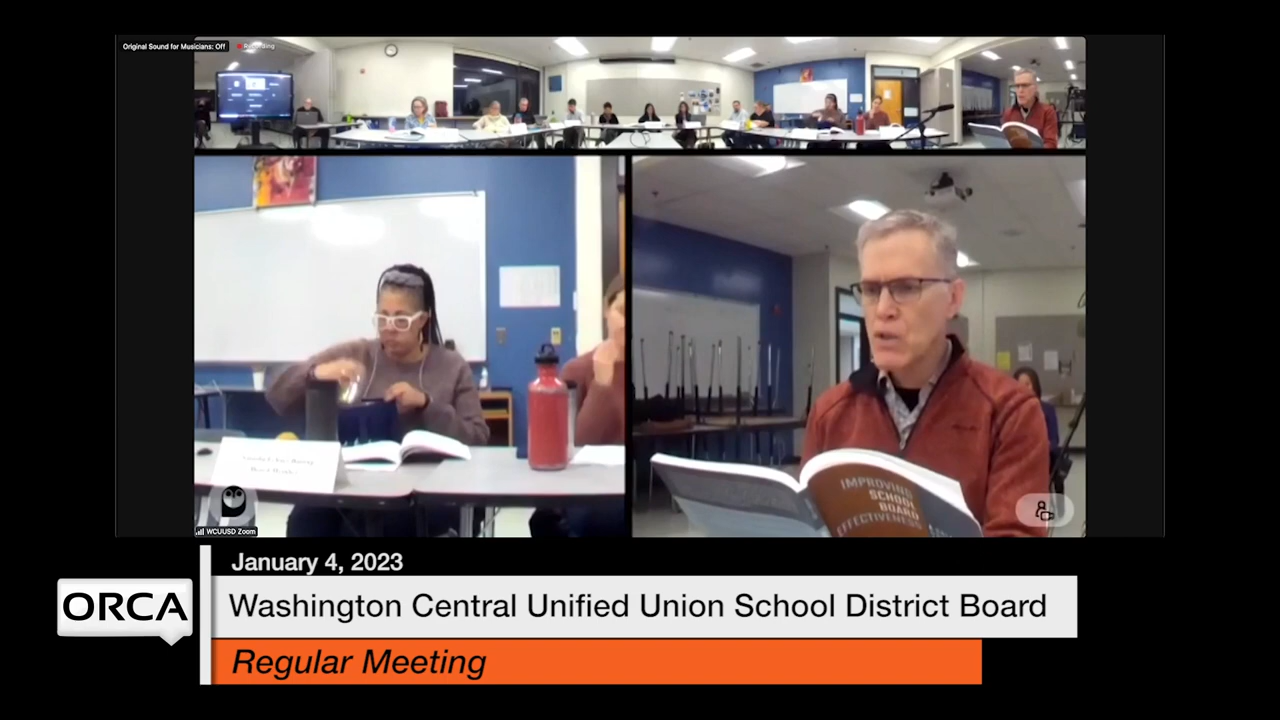 Original Sound for Musicians: Off
Recording
IMPROVING
SCHOOL
BOARD
EFFECTIVENESS
WCUUSD Zoom
January 4, 2023
ORCA
Washington Central Unified Union School District Board
Regular Meeting